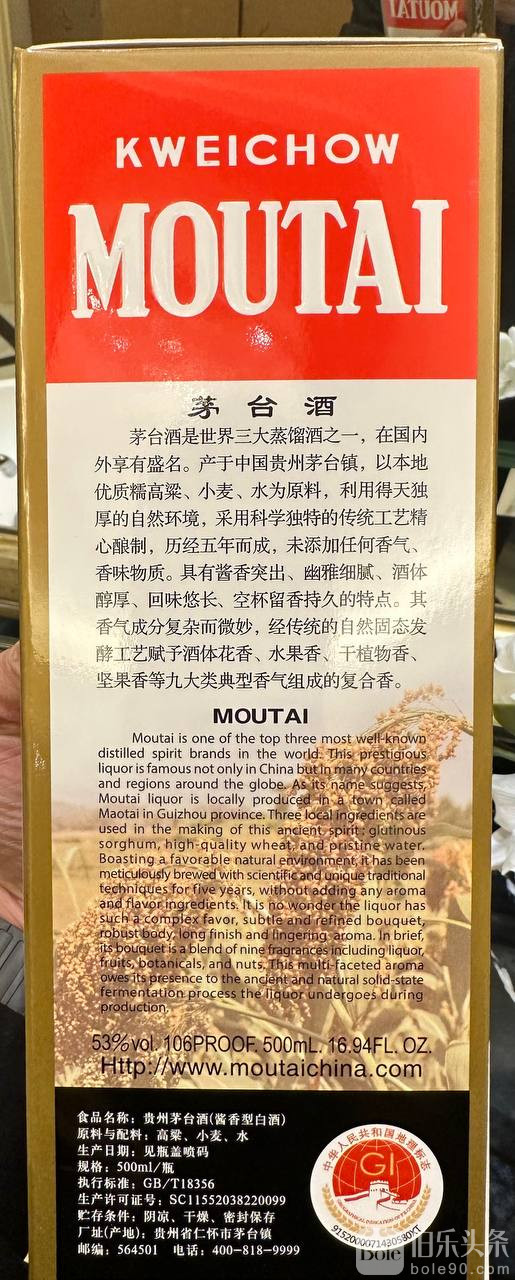 MOUTAI
KWEICHOW
MOUTAI
茅台酒
茅台酒是世界三大蒸馏酒之一，在国内
外享有盛名。产于中国贵州茅台镇，以本地
优质糯高粱、小麦、水为原料，利用得天独
厚的自然环境，采用科学独特的传统工艺精
心酿制，历经五年而成，未添加任何香气、
香味物质。具有酱香突出、幽雅细腻、酒体
醇厚、回味悠长、空杯留香持久的特点。其
香气成分复杂而微妙，经传统的自然固态发
酵工艺赋予酒体花香、水果香、干植物香、
坚果香等九大类典型香气组成的复合香。
MOUTAI
Moutai is one of the top three most well-known
distilled spirit brands in the world. This prestigious
liquor is famous not only in China but in many countries
and regions around the globe. As its name suggests,
Moutai liquor is locally produced in a town called
Maotai in Guizhou province. Three local ingredients are
used in the making of this ancient spirit: glutinous
sorghum, high-quality wheat, and pristine water.
Boasting a favorable natural environment, it has been
meticulously brewed with scientific and unique traditional
techniques for five years, without adding any aroma
and flavor ingredients. It is no wonder the liquor has
such a complex favor, subtle and refined bouquet,
robust body, long finish and lingering aroma. In brief,
its bouquet is a blend of nine fragrances including liquor,
fruits, botanicals, and nuts. This multi-faceted aroma
owes its presence to the ancient and natural solid-state
fermentation process the liquor undergoes during
production.
53%vol. 106PROOF. 500mL. 16.94FL. OZ.
Http://www.moutaichina.com
食品名称：贵州茅台酒(酱香型白酒)
原料与配料：高粱、小麦、水
生产日期：见瓶盖喷码
规格：500ml/瓶
执行标准：GB/T18356
生产许可证号：SC11552038220099
贮存条件：阴凉、干燥、密封保存
厂址(产地)：贵州省仁怀市茅台镇
邮编：564501 电话：400-818-9999
中华人民共和国地理标志
GI
GEOGRAPHICAL INDICATION OF P.R.CHINA
9152000071430580XT
Bole 伯乐头条
bole90.com